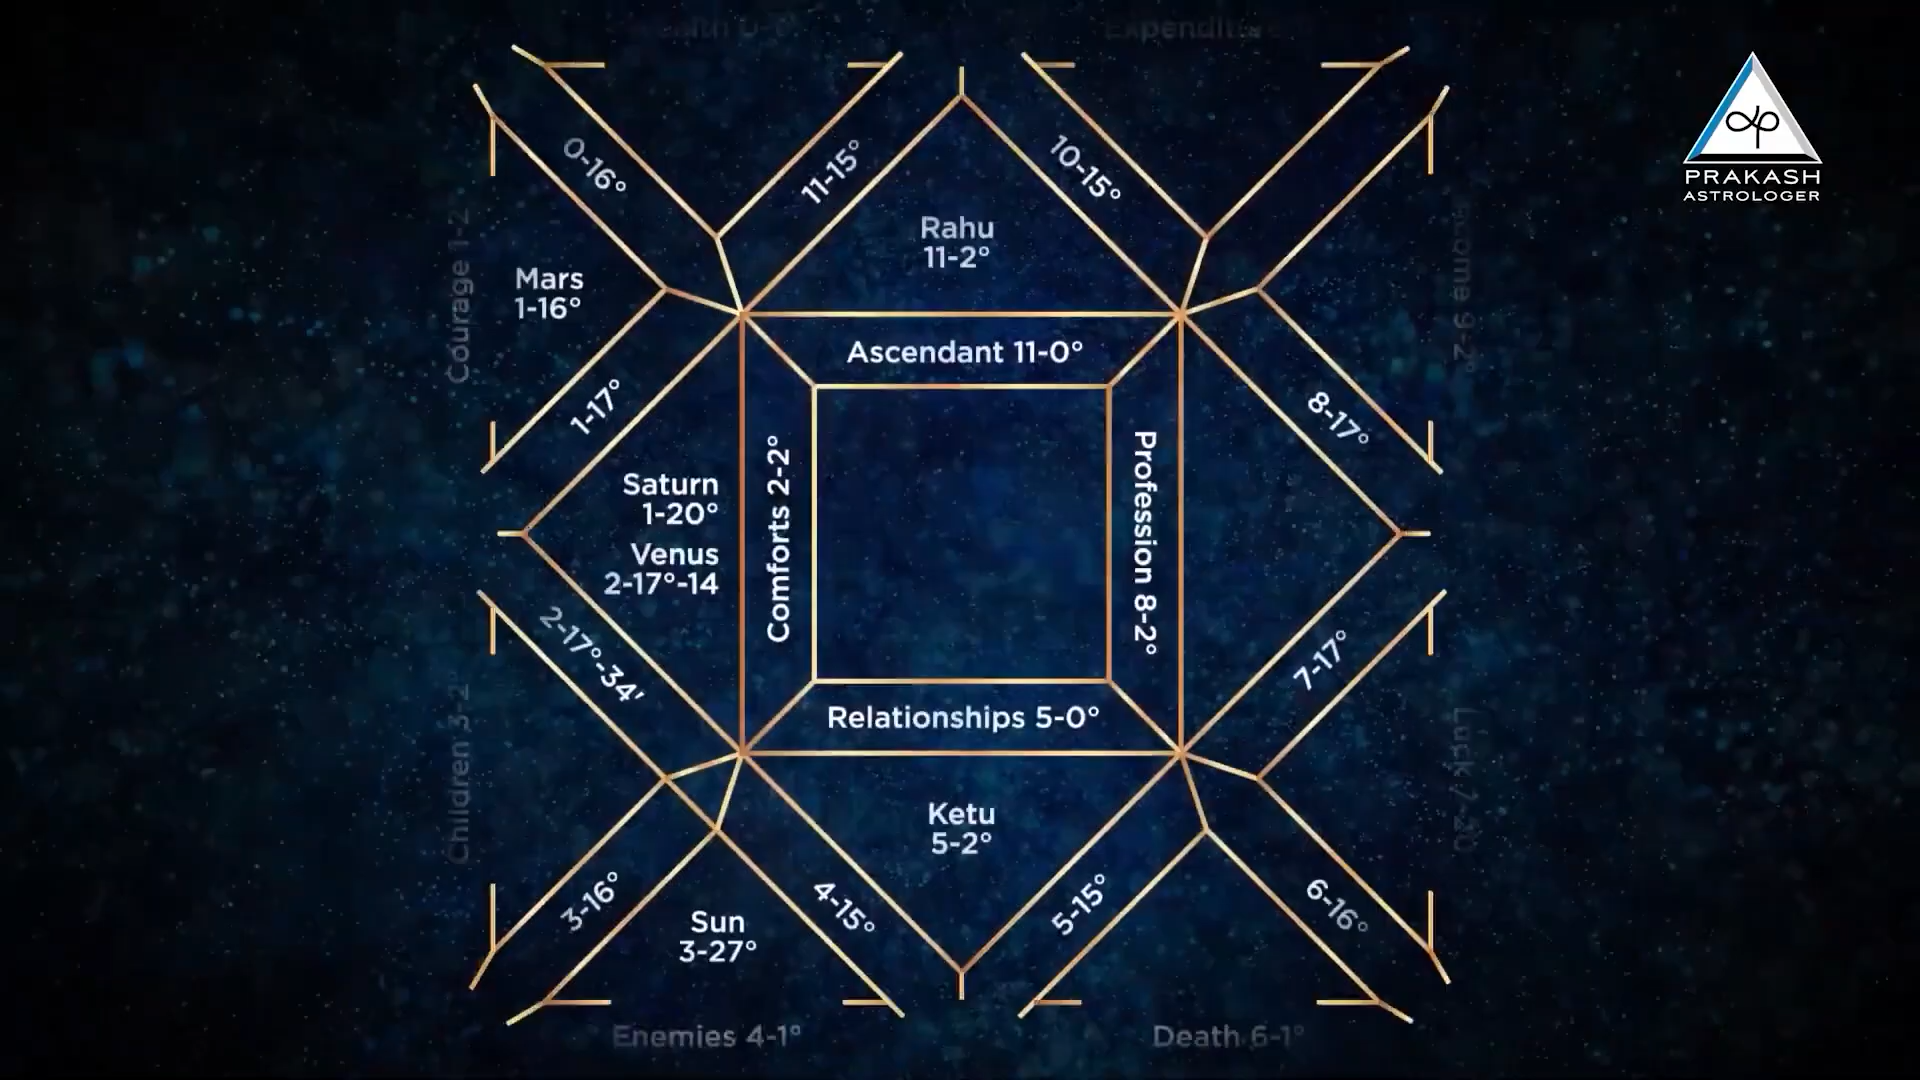 Expenditure
PRAKASH
ASTROLOGER
0-16°
11-15°
10-15°
Rahu
11-2°
Courage 1-2
Mars
1-16°
Ascendant 11-0°
1-17°
8-17°
Saturn
1-20°
Venus
2-17°-14
Comforts 2-2°
Profession 8-2°
2-17°-34'
7-17°
Relationships 5-0°
Children 3-2°
Ketu
5-2°
3-16°
Sun
3-27°
4-15°
5-15°
6-16°
Enemies 4-1°
Death 6-1°